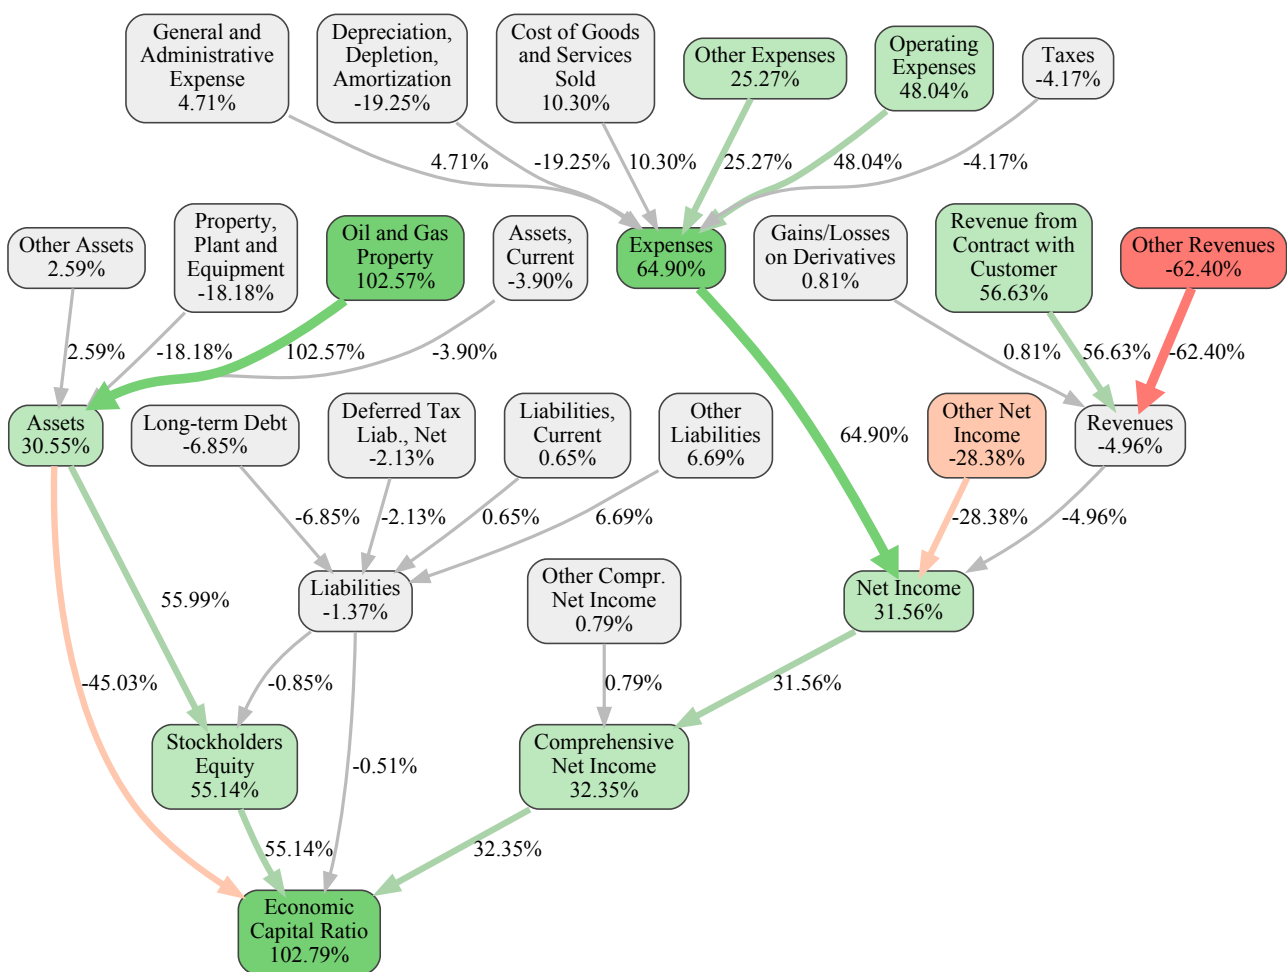 General and
Administrative
Expense
4.71%
Depreciation,
Depletion,
Amortization
-19.25%
Cost of Goods
and Services
Sold
10.30%
Other Expenses
25.27%
Operating
Expenses
48.04%
Taxes
-4.17%
4.71%
-19.25%
10.30%
25.27%
48.04%
-4.17%
Other Assets
2.59%
Property,
Plant and
Equipment
-18.18%
Oil and Gas
Property
102.57%
Assets,
Current
-3.90%
Expenses
64.90%
Gains/Losses
on Derivatives
0.81%
Revenue from
Contract with
Customer
56.63%
Other Revenues
-62.40%
2.59%
-18.18%
102.57%
-3.90%
0.81%
56.63%
-62.40%
Assets
30.55%
Long-term Debt
-6.85%
Deferred Tax
Liab., Net
-2.13%
Liabilities,
Current
0.65%
Other
Liabilities
6.69%
64.90%
Other Net
Income
-28.38%
Revenues
-4.96%
-6.85%
-2.13%
0.65%
6.69%
-28.38%
-4.96%
55.99%
Liabilities
-1.37%
Other Compr.
Net Income
0.79%
Net Income
31.56%
-45.03%
-0.85%
0.79%
31.56%
Stockholders
Equity
55.14%
-0.51%
Comprehensive
Net Income
32.35%
55.14%
32.35%
Economic
Capital Ratio
102.79%